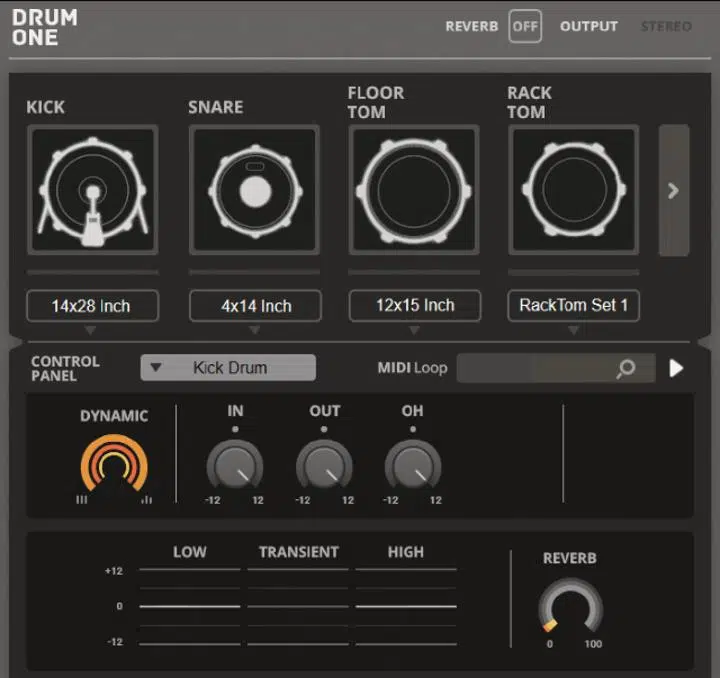 DRUM
ONE
REVERB OFF OUTPUT STEREO
KICK
SNARE
FLOOR
TOM
RACK
TOM
14x28 Inch
4x14 Inch
12x15 Inch
RackTom Set 1
CONTROL
PANEL
Kick Drum
MIDI Loop
DYNAMIC
IN
OUT
OH
-12 12
-12 12
-12 12
LOW
TRANSIENT
HIGH
+12
0
-12
REVERB
0 100